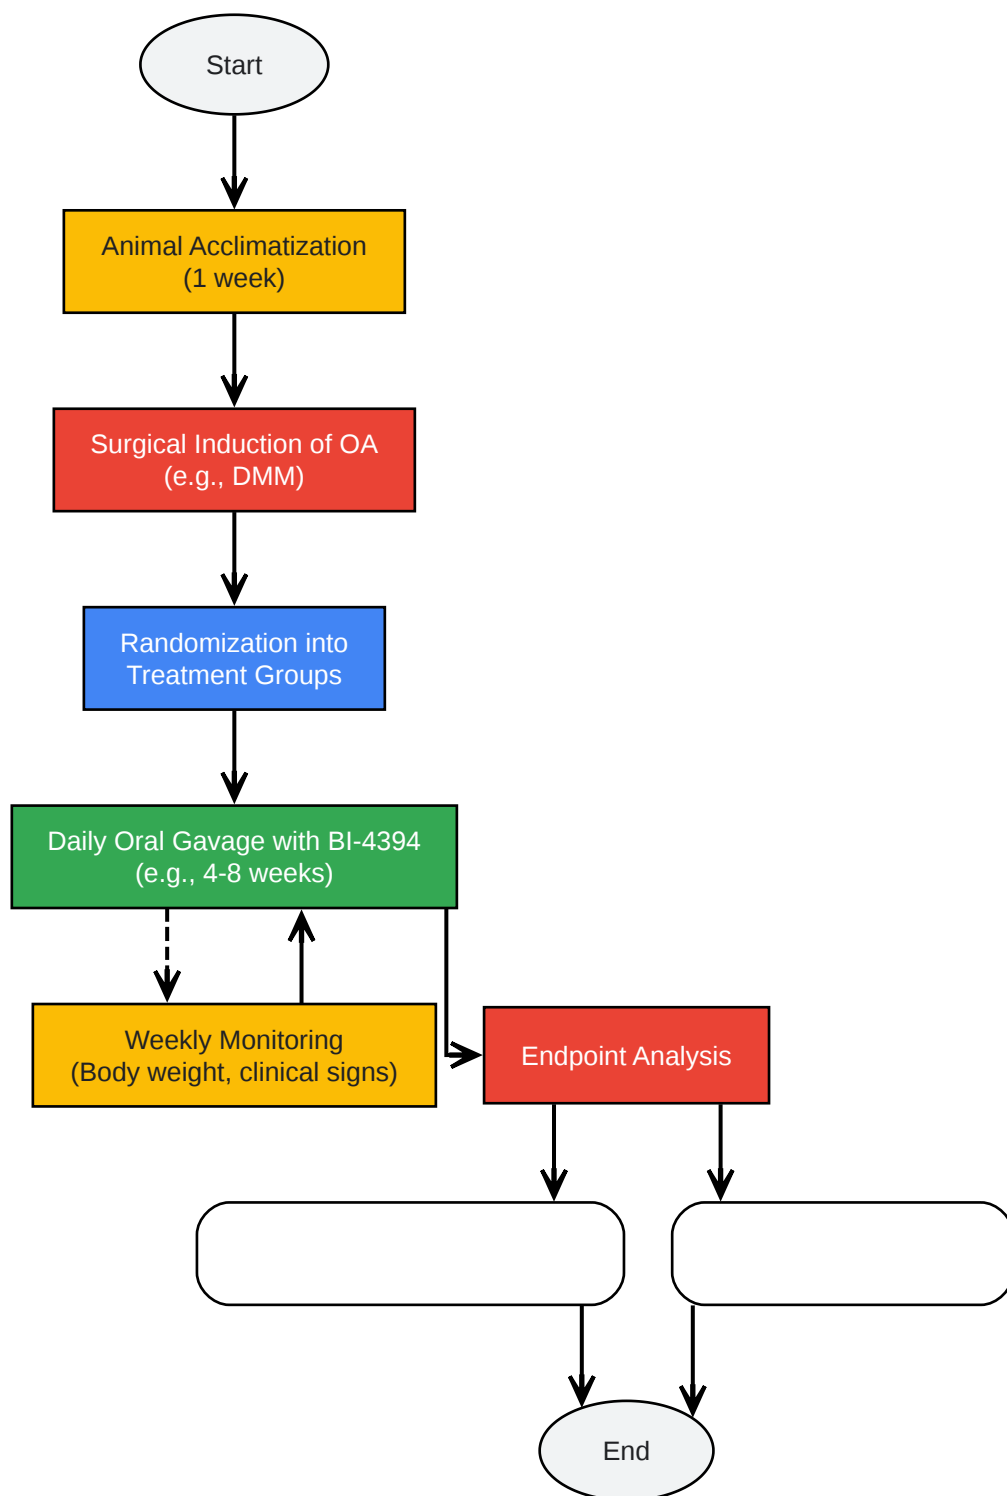 Start
Animal Acclimatization
(1 week)
Surgical Induction of OA
(e.g., DMM)
Randomization into
Treatment Groups
Daily Oral Gavage with BI-4394
(e.g., 4-8 weeks)
Weekly Monitoring
(Body weight, clinical signs)
Endpoint Analysis
End